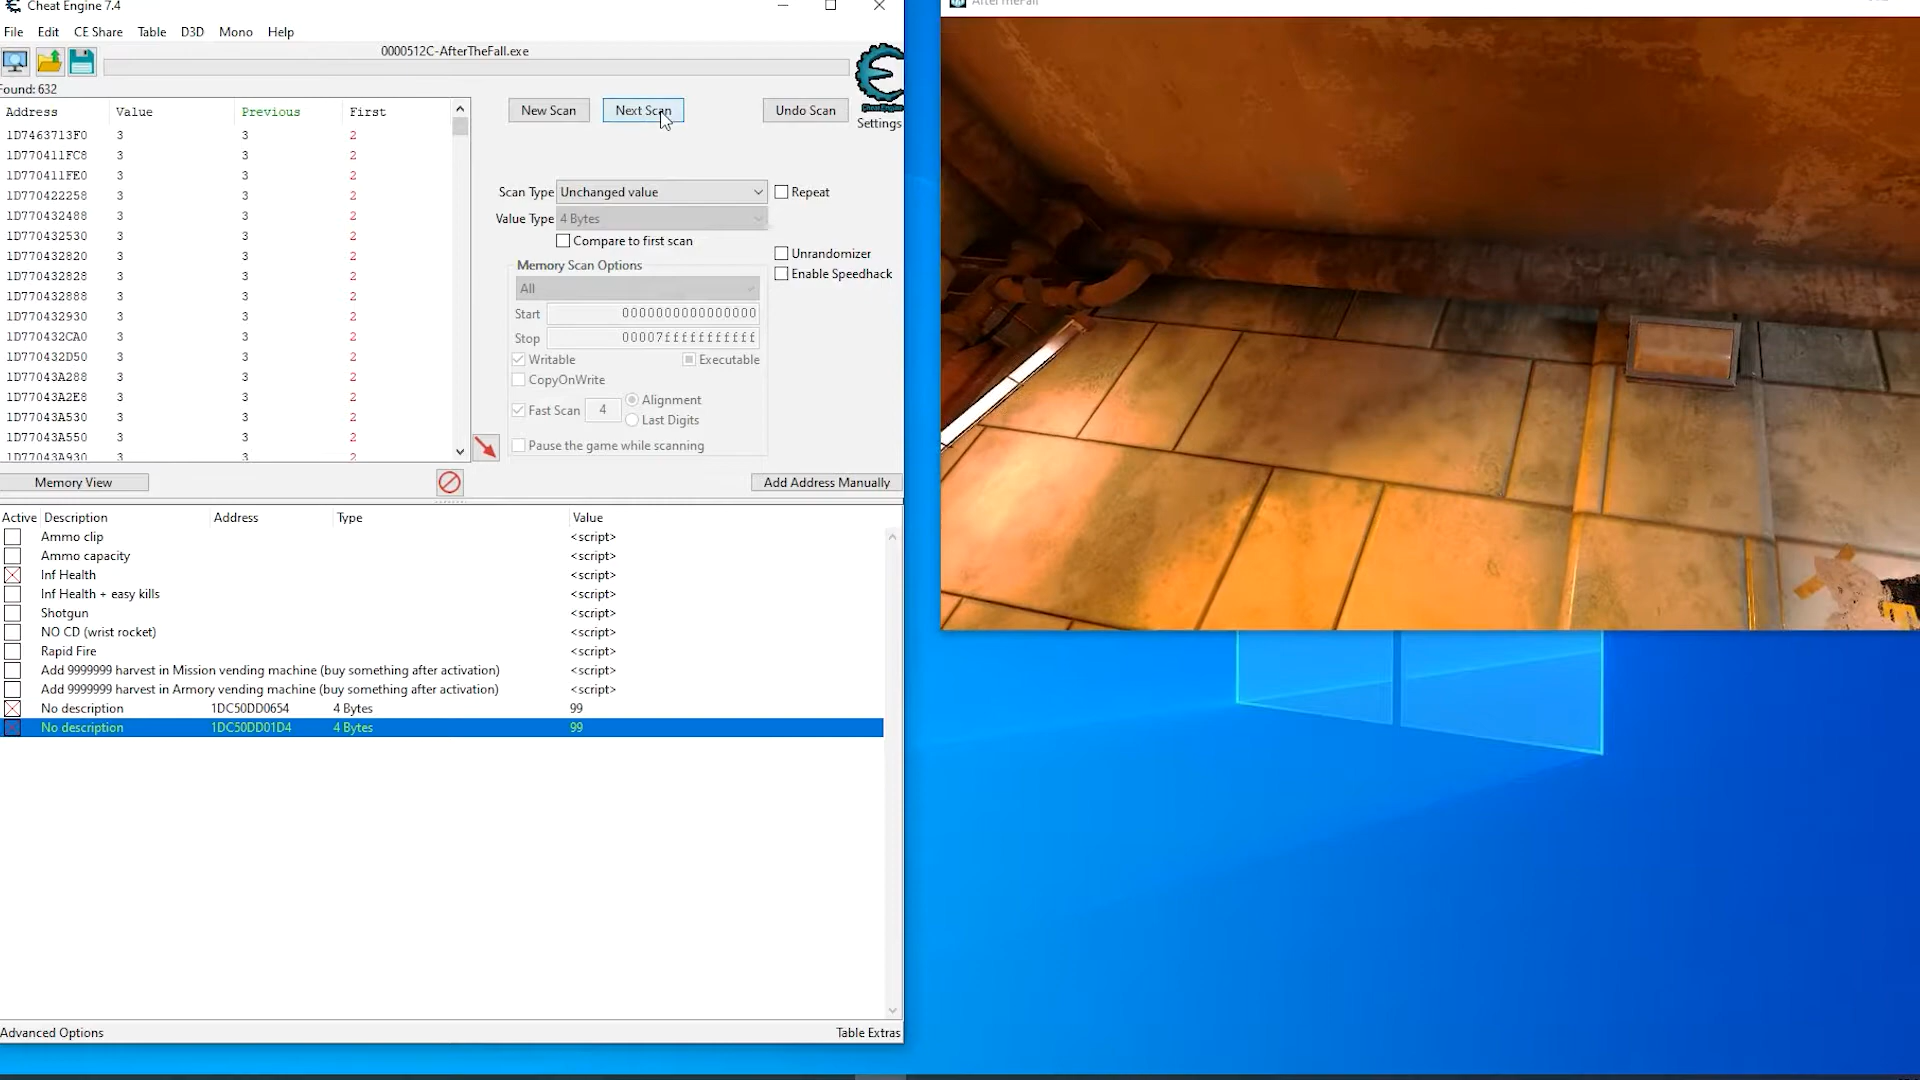 Cheat Engine 7.4
AfterTheFall
File Edit CE Share Table D3D Mono Help
0000512C-AfterTheFall.exe
Found: 632
Cheat Engine
Settings
New Scan Next Scan Undo Scan
Address Value Previous First
1D7463713F0 3 3 2
1D770411FC8 3 3 2
1D770411FE0 3 3 2
1D770422258 3 3 2
1D770432488 3 3 2
1D770432530 3 3 2
1D770432820 3 3 2
1D770432828 3 3 2
1D770432888 3 3 2
1D770432930 3 3 2
1D770432CA0 3 3 2
1D770432D50 3 3 2
1D77043A288 3 3 2
1D77043A2E8 3 3 2
1D77043A530 3 3 2
1D77043A550 3 3 2
1D77043A930 3 3 2
Scan Type Unchanged value Repeat
Value Type 4 Bytes
Compare to first scan
Unrandomizer
Enable Speedhack
Memory Scan Options
All
Start 0000000000000000
Stop 00007fffffffffff
Writable Executable
CopyOnWrite
Fast Scan 4 Alignment
Last Digits
Pause the game while scanning
Memory View Add Address Manually
Active Description Address Type Value
Ammo clip <script>
Ammo capacity <script>
Inf Health <script>
Inf Health + easy kills <script>
Shotgun <script>
NO CD (wrist rocket) <script>
Rapid Fire <script>
Add 9999999 harvest in Mission vending machine (buy something after activation) <script>
Add 9999999 harvest in Armory vending machine (buy something after activation) <script>
No description 1DC50DD0654 4 Bytes 99
No description 1DC50DD01D4 4 Bytes 99
Advanced Options Table Extras